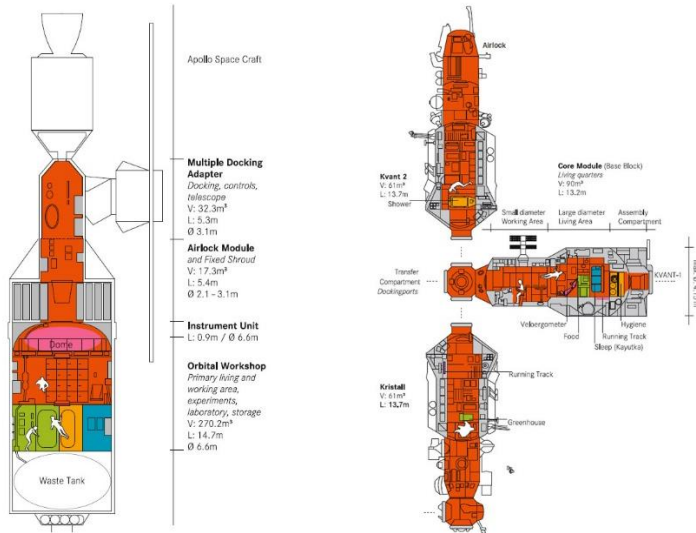 Apollo Space Craft
Multiple Docking
Adapter
Docking, controls,
telescope
V: 32.3m³
L: 5.3m
Ø 3.1m
Airlock Module
and Fixed Shroud
V: 17.3m³
L: 5.4m
Ø 2.1 – 3.1m
Instrument Unit
L: 0.9m / Ø 6.6m
Dome
Orbital Workshop
Primary living and
working area,
experiments,
laboratory, storage
V: 270.2m³
L: 14.7m
Ø 6.6m
Waste Tank
Airlock
Kvant 2
V: 61m³
L: 13.7m
Shower
Core Module (Base Block)
Living quarters
V: 90m³
L: 13.2m
Small diameter
Working Area
Large diameter
Living Area
Assembly
Compartment
Transfer
Compartment
Dockingports
KVANT-1
Veloergometer
Food
Hygiene
Running Track
Sleep (Kayutka)
Kristall
V: 61m³
L: 13.7m
Running Track
Greenhouse